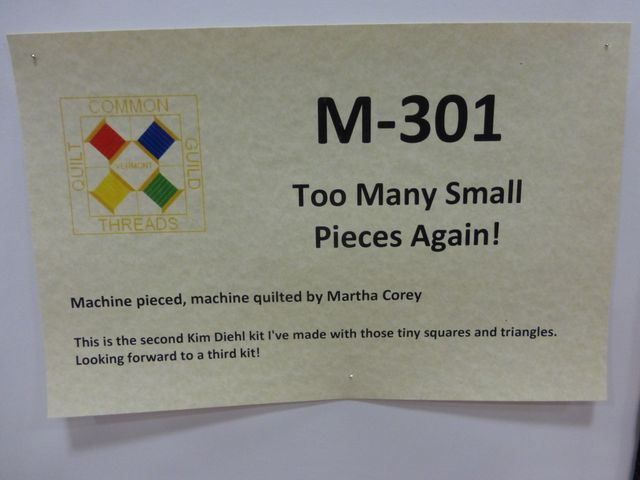 COMMON
QUILT
GUILD
VERMONT
THREADS
M-301
Too Many Small
Pieces Again!
Machine pieced, machine quilted by Martha Corey
This is the second Kim Diehl kit I've made with those tiny squares and triangles.
Looking forward to a third kit!